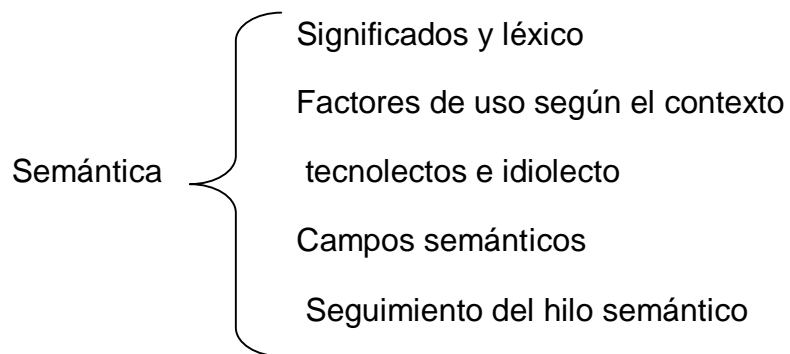 Significados y léxico
Factores de uso según el contexto
Semántica
tecnolectos e idiolecto
Campos semánticos
Seguimiento del hilo semántico